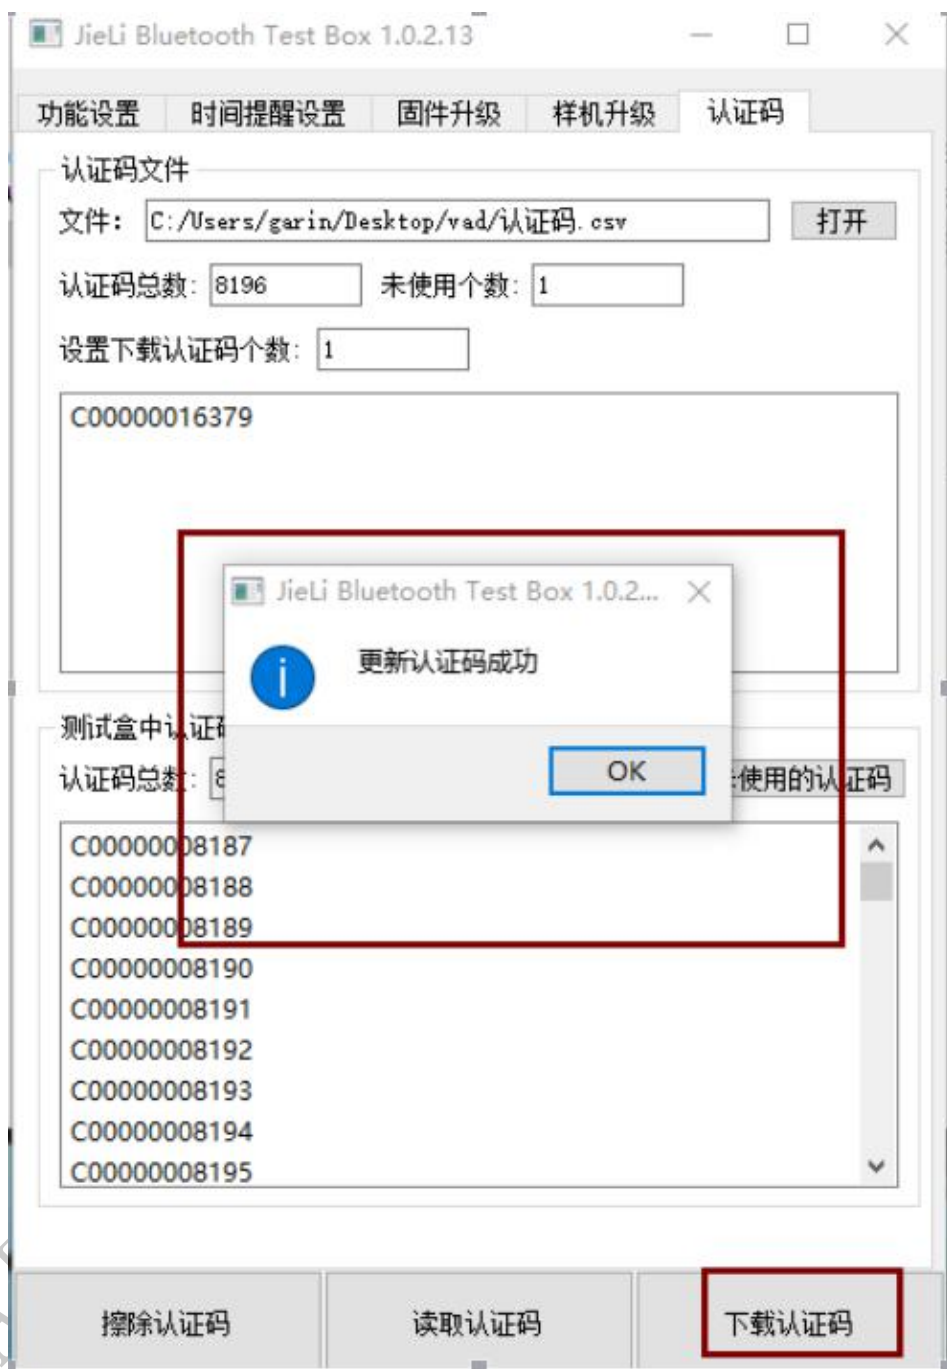 JieLi Bluetooth Test Box 1.0.2.13
功能设置 时间提醒设置 固件升级 样机升级 认证码
认证码文件
文件： C:/Users/garin/Desktop/vad/认证码.csv 打开
认证码总数: 8196 未使用个数: 1
设置下载认证码个数: 1
C00000016379
JieLi Bluetooth Test Box 1.0.2...
更新认证码成功
OK
测试盒中认证
认证码总数: 使用的认证码
C00000008187
C00000008188
C00000008189
C00000008190
C00000008191
C00000008192
C00000008193
C00000008194
C00000008195
擦除认证码 读取认证码 下载认证码